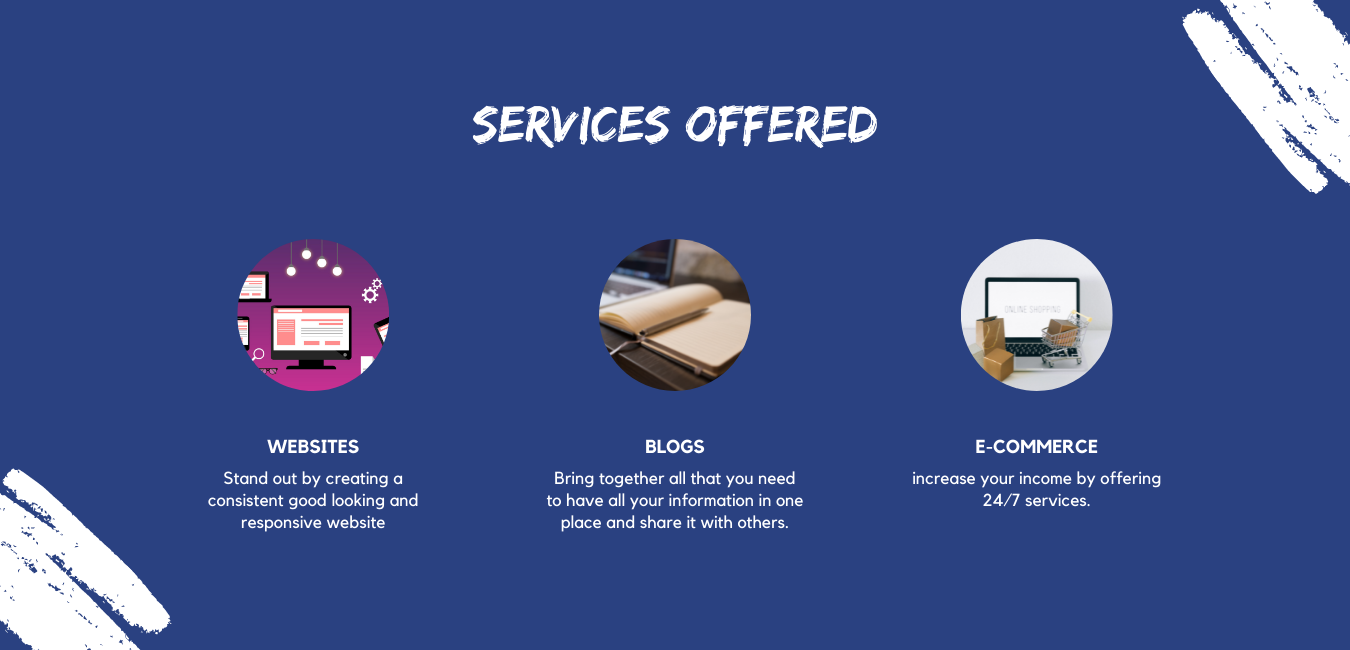 SERVICES OFFERED
ONLINE SHOPPING
WEBSITES
Stand out by creating a
consistent good looking and
responsive website
BLOGS
Bring together all that you need
to have all your information in one
place and share it with others.
E-COMMERCE
increase your income by offering
24/7 services.